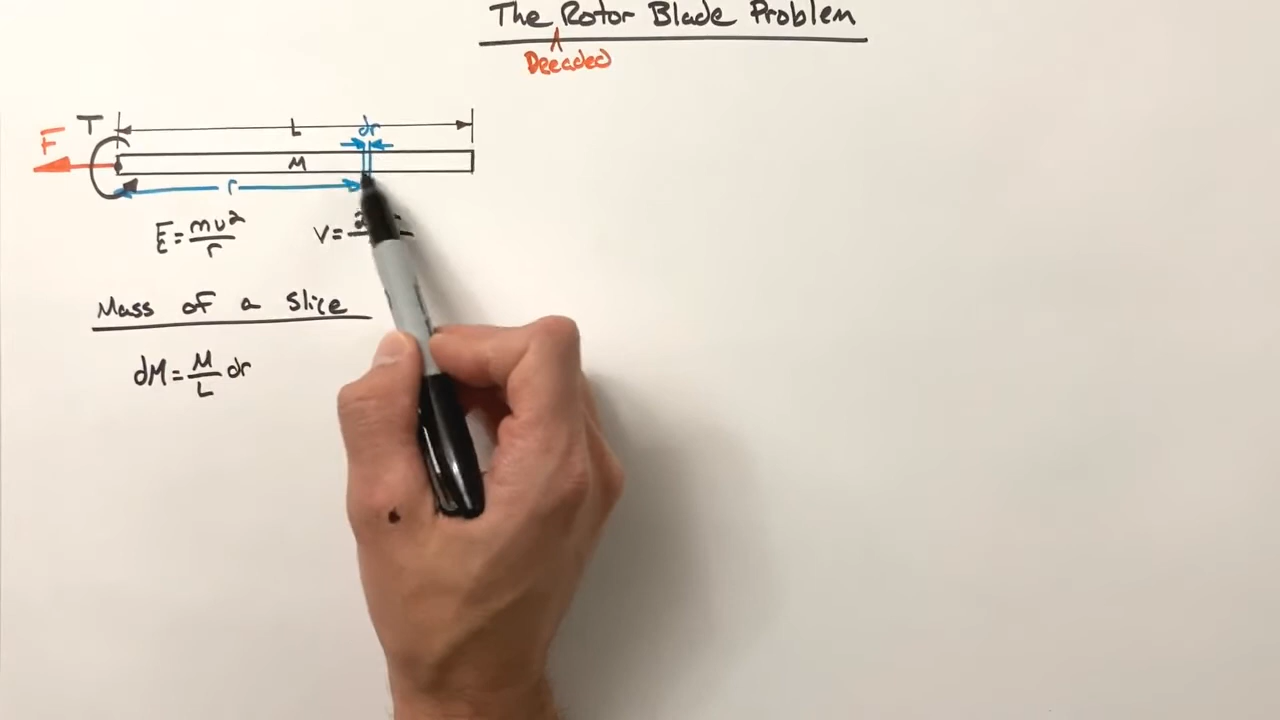 The Rotor Blade Problem
Dreaded
T
L
dr
F
M
r
F = mv²/r
V =
Mass of a Slice
dM = M/L dr